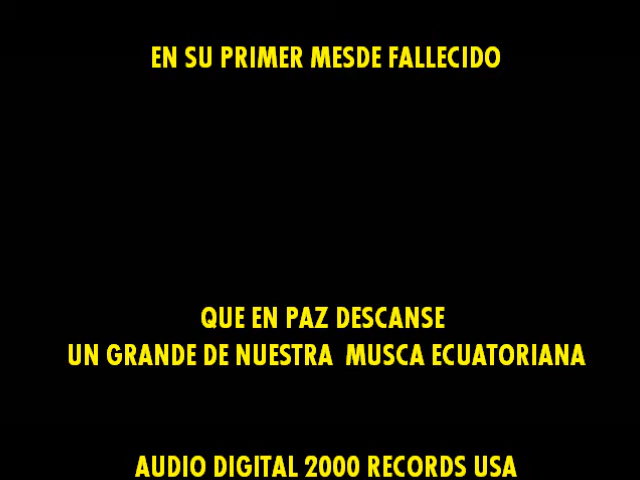 EN SU PRIMER MESDE FALLECIDO
QUE EN PAZ DESCANSE
UN GRANDE DE NUESTRA MUSCA ECUATORIANA
AUDIO DIGITAL 2000 RECORDS USA